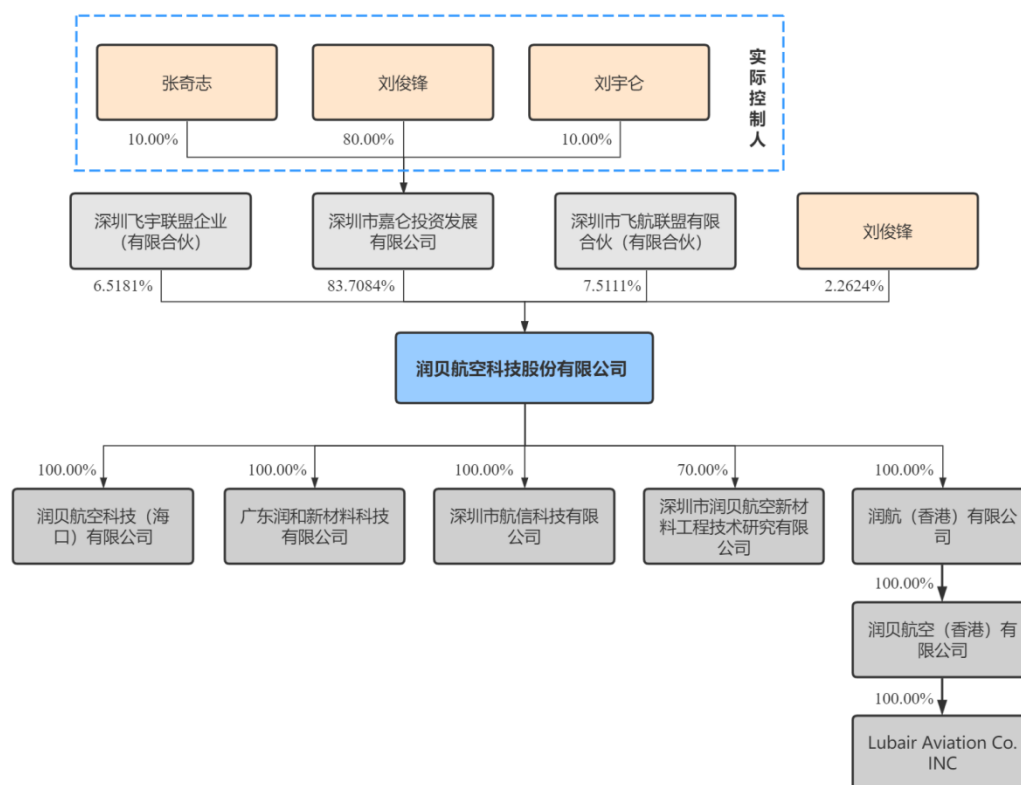 实际控制人
张奇志
刘俊锋
刘宇仑
10.00%
80.00%
10.00%
深圳飞宇联盟企业
（有限合伙）
深圳市嘉仑投资发展
有限公司
深圳市飞航联盟有限
合伙（有限合伙）
刘俊锋
6.5181%
83.7084%
7.5111%
2.2624%
润贝航空科技股份有限公司
100.00%
100.00%
100.00%
70.00%
100.00%
润贝航空科技（海
口）有限公司
广东润和新材料科技
有限公司
深圳市航信科技有限
公司
深圳市润贝航空新材
料工程技术研究有限
公司
润航（香港）有限公
司
100.00%
润贝航空（香港）有
限公司
100.00%
Lubair Aviation Co.
INC